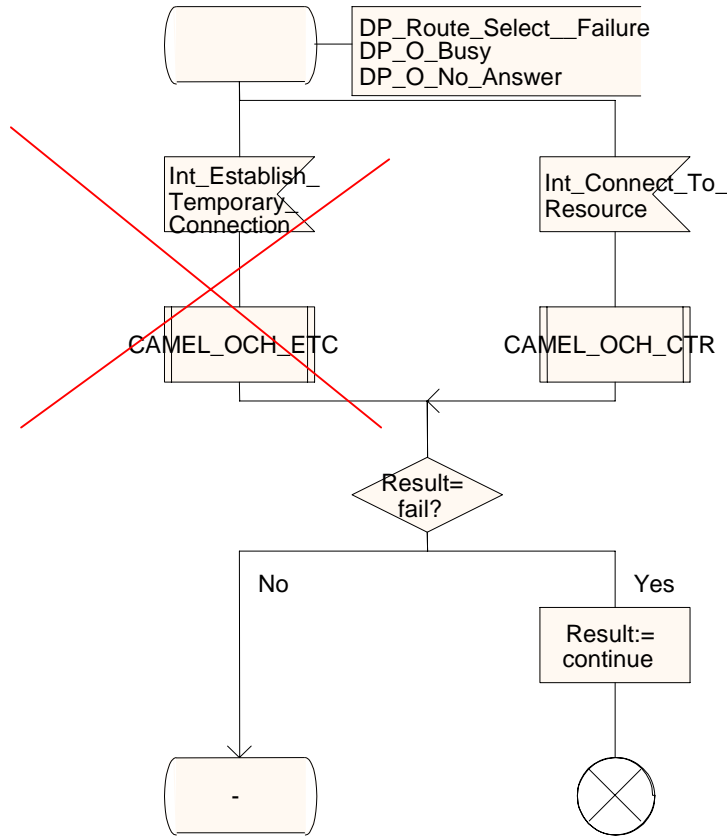 DP_Route_Select__Failure
DP_O_Busy
DP_O_No_Answer
Int_Establish_
Temporary_
Connection
Int_Connect_To_
Resource
CAMEL_OCH_ETC
CAMEL_OCH_CTR
Result=
fail?
No
Yes
Result:=
continue
-